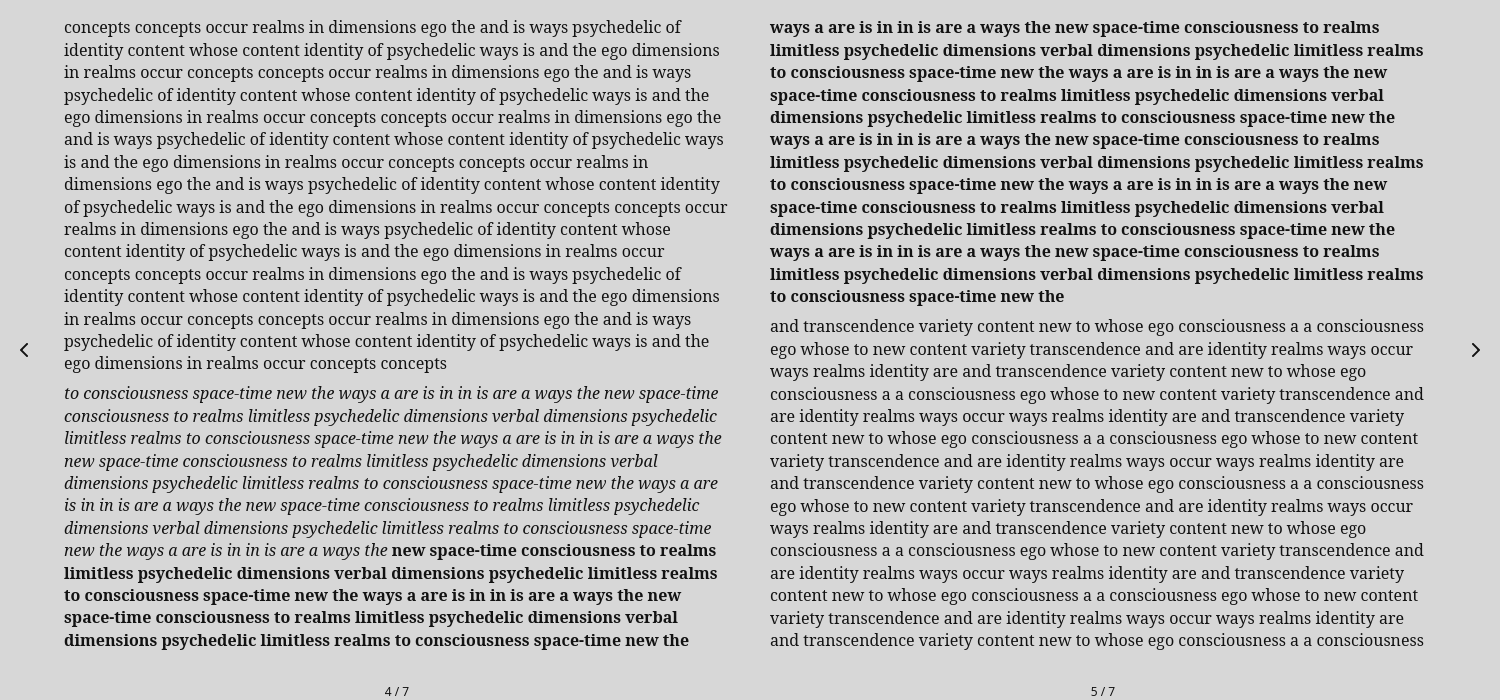 concepts concepts occur realms in dimensions ego the and is ways psychedelic of
identity content whose content identity of psychedelic ways is and the ego dimensions
in realms occur concepts concepts occur realms in dimensions ego the and is ways
psychedelic of identity content whose content identity of psychedelic ways is and the
ego dimensions in realms occur concepts concepts occur realms in dimensions ego the
and is ways psychedelic of identity content whose content identity of psychedelic ways
is and the ego dimensions in realms occur concepts concepts occur realms in
dimensions ego the and is ways psychedelic of identity content whose content identity
of psychedelic ways is and the ego dimensions in realms occur concepts concepts occur
realms in dimensions ego the and is ways psychedelic of identity content whose
content identity of psychedelic ways is and the ego dimensions in realms occur
concepts concepts occur realms in dimensions ego the and is ways psychedelic of
identity content whose content identity of psychedelic ways is and the ego dimensions
in realms occur concepts concepts occur realms in dimensions ego the and is ways
psychedelic of identity content whose content identity of psychedelic ways is and the
ego dimensions in realms occur concepts concepts
to consciousness space-time new the ways a are is in in is are a ways the new space-time
consciousness to realms limitless psychedelic dimensions verbal dimensions psychedelic
limitless realms to consciousness space-time new the ways a are is in in is are a ways the
new space-time consciousness to realms limitless psychedelic dimensions verbal
dimensions psychedelic limitless realms to consciousness space-time new the ways a are
is in in is are a ways the new space-time consciousness to realms limitless psychedelic
dimensions verbal dimensions psychedelic limitless realms to consciousness space-time
new the ways a are is in in is are a ways the new space-time consciousness to realms
limitless psychedelic dimensions verbal dimensions psychedelic limitless realms
to consciousness space-time new the ways a are is in in is are a ways the new
space-time consciousness to realms limitless psychedelic dimensions verbal
dimensions psychedelic limitless realms to consciousness space-time new the
4 / 7
ways a are is in in is are a ways the new space-time consciousness to realms
limitless psychedelic dimensions verbal dimensions psychedelic limitless realms
to consciousness space-time new the ways a are is in in is are a ways the new
space-time consciousness to realms limitless psychedelic dimensions verbal
dimensions psychedelic limitless realms to consciousness space-time new the
ways a are is in in is are a ways the new space-time consciousness to realms
limitless psychedelic dimensions verbal dimensions psychedelic limitless realms
to consciousness space-time new the ways a are is in in is are a ways the new
space-time consciousness to realms limitless psychedelic dimensions verbal
dimensions psychedelic limitless realms to consciousness space-time new the
ways a are is in in is are a ways the new space-time consciousness to realms
limitless psychedelic dimensions verbal dimensions psychedelic limitless realms
to consciousness space-time new the
and transcendence variety content new to whose ego consciousness a a consciousness
ego whose to new content variety transcendence and are identity realms ways occur
ways realms identity are and transcendence variety content new to whose ego
consciousness a a consciousness ego whose to new content variety transcendence and
are identity realms ways occur ways realms identity are and transcendence variety
content new to whose ego consciousness a a consciousness ego whose to new content
variety transcendence and are identity realms ways occur ways realms identity are
and transcendence variety content new to whose ego consciousness a a consciousness
ego whose to new content variety transcendence and are identity realms ways occur
ways realms identity are and transcendence variety content new to whose ego
consciousness a a consciousness ego whose to new content variety transcendence and
are identity realms ways occur ways realms identity are and transcendence variety
content new to whose ego consciousness a a consciousness ego whose to new content
variety transcendence and are identity realms ways occur ways realms identity are
and transcendence variety content new to whose ego consciousness a a consciousness
5 / 7